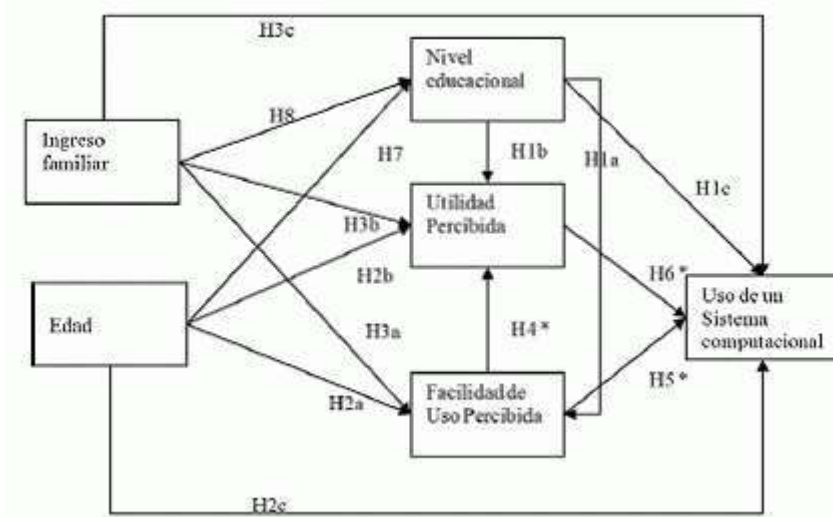 H3c
Nivel
educacional
H8
Ingreso
familiar
H7
H1b
H1a
H1c
Utilidad
Percibida
H3b
H2b
H6*
Edad
Uso de un
Sistema
computacional
H3a
H4*
H5*
Facilidad de
Uso Percibida
H2a
H2c